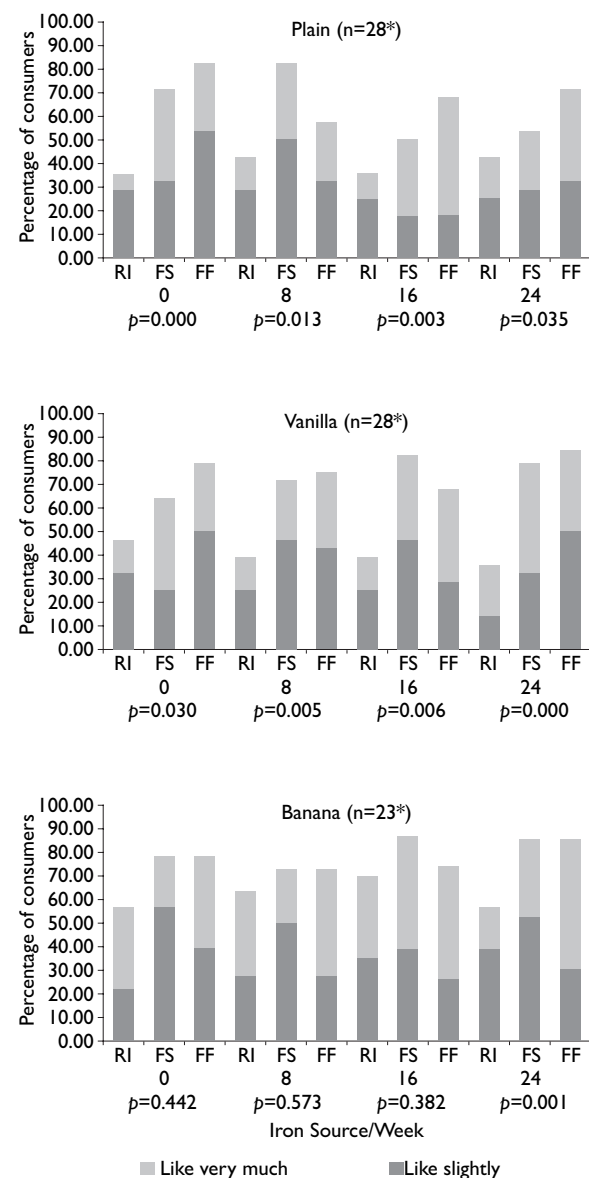 Plain (n=28*)
Percentage of consumers
100.00
90.00
80.00
70.00
60.00
50.00
40.00
30.00
20.00
10.00
0.00
RI FS FF RI FS FF RI FS FF RI FS FF
0 8 16 24
p=0.000 p=0.013 p=0.003 p=0.035
Vanilla (n=28*)
Percentage of consumers
100.00
90.00
80.00
70.00
60.00
50.00
40.00
30.00
20.00
10.00
0.00
RI FS FF RI FS FF RI FS FF RI FS FF
0 8 16 24
p=0.030 p=0.005 p=0.006 p=0.000
Banana (n=23*)
Percentage of consumers
100.00
90.00
80.00
70.00
60.00
50.00
40.00
30.00
20.00
10.00
0.00
RI FS FF RI FS FF RI FS FF RI FS FF
0 8 16 24
p=0.442 p=0.573 p=0.382 p=0.001
Iron Source/Week
Like very much Like slightly